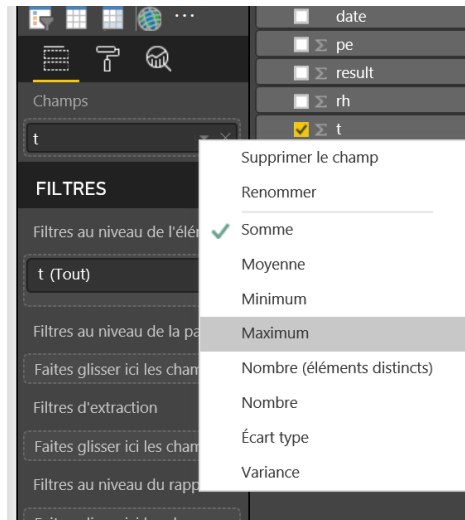 date
pe
result
rh
t
Champs
t
FILTRES
Filtres au niveau de l'élé
t (Tout)
Filtres au niveau de la pa
Faites glisser ici les cham
Filtres d'extraction
Faites glisser ici les cham
Filtres au niveau du rapp
Supprimer le champ
Renommer
Somme
Moyenne
Minimum
Maximum
Nombre (éléments distincts)
Nombre
Écart type
Variance